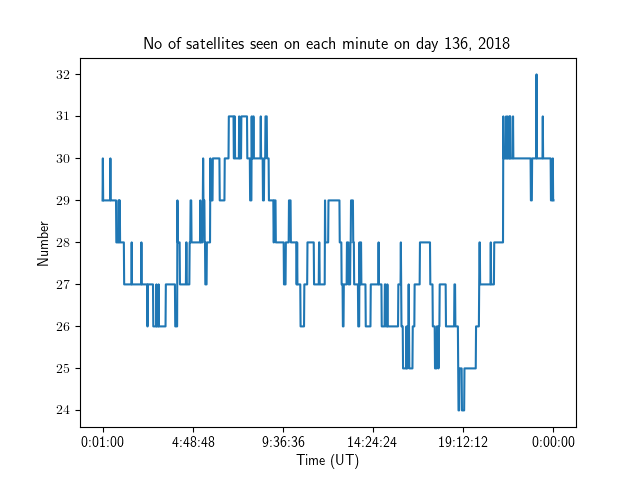 No of satellites seen on each minute on day 136, 2018
32
31
30
29
28
27
26
25
24
Number
0:01:00 4:48:48 9:36:36 14:24:24 19:12:12 0:00:00
Time (UT)